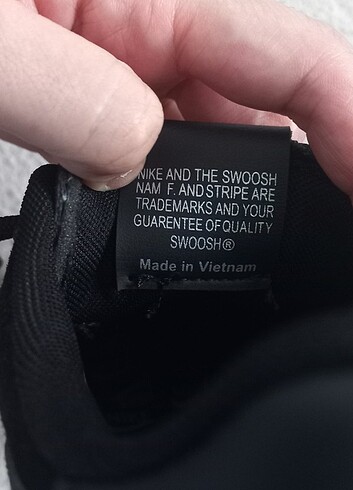 NIKE AND THE SWOOSH
NAM F. AND STRIPE ARE
TRADEMARKS AND YOUR
GUARENTEE OF QUALITY
SWOOSH®
Made in Vietnam